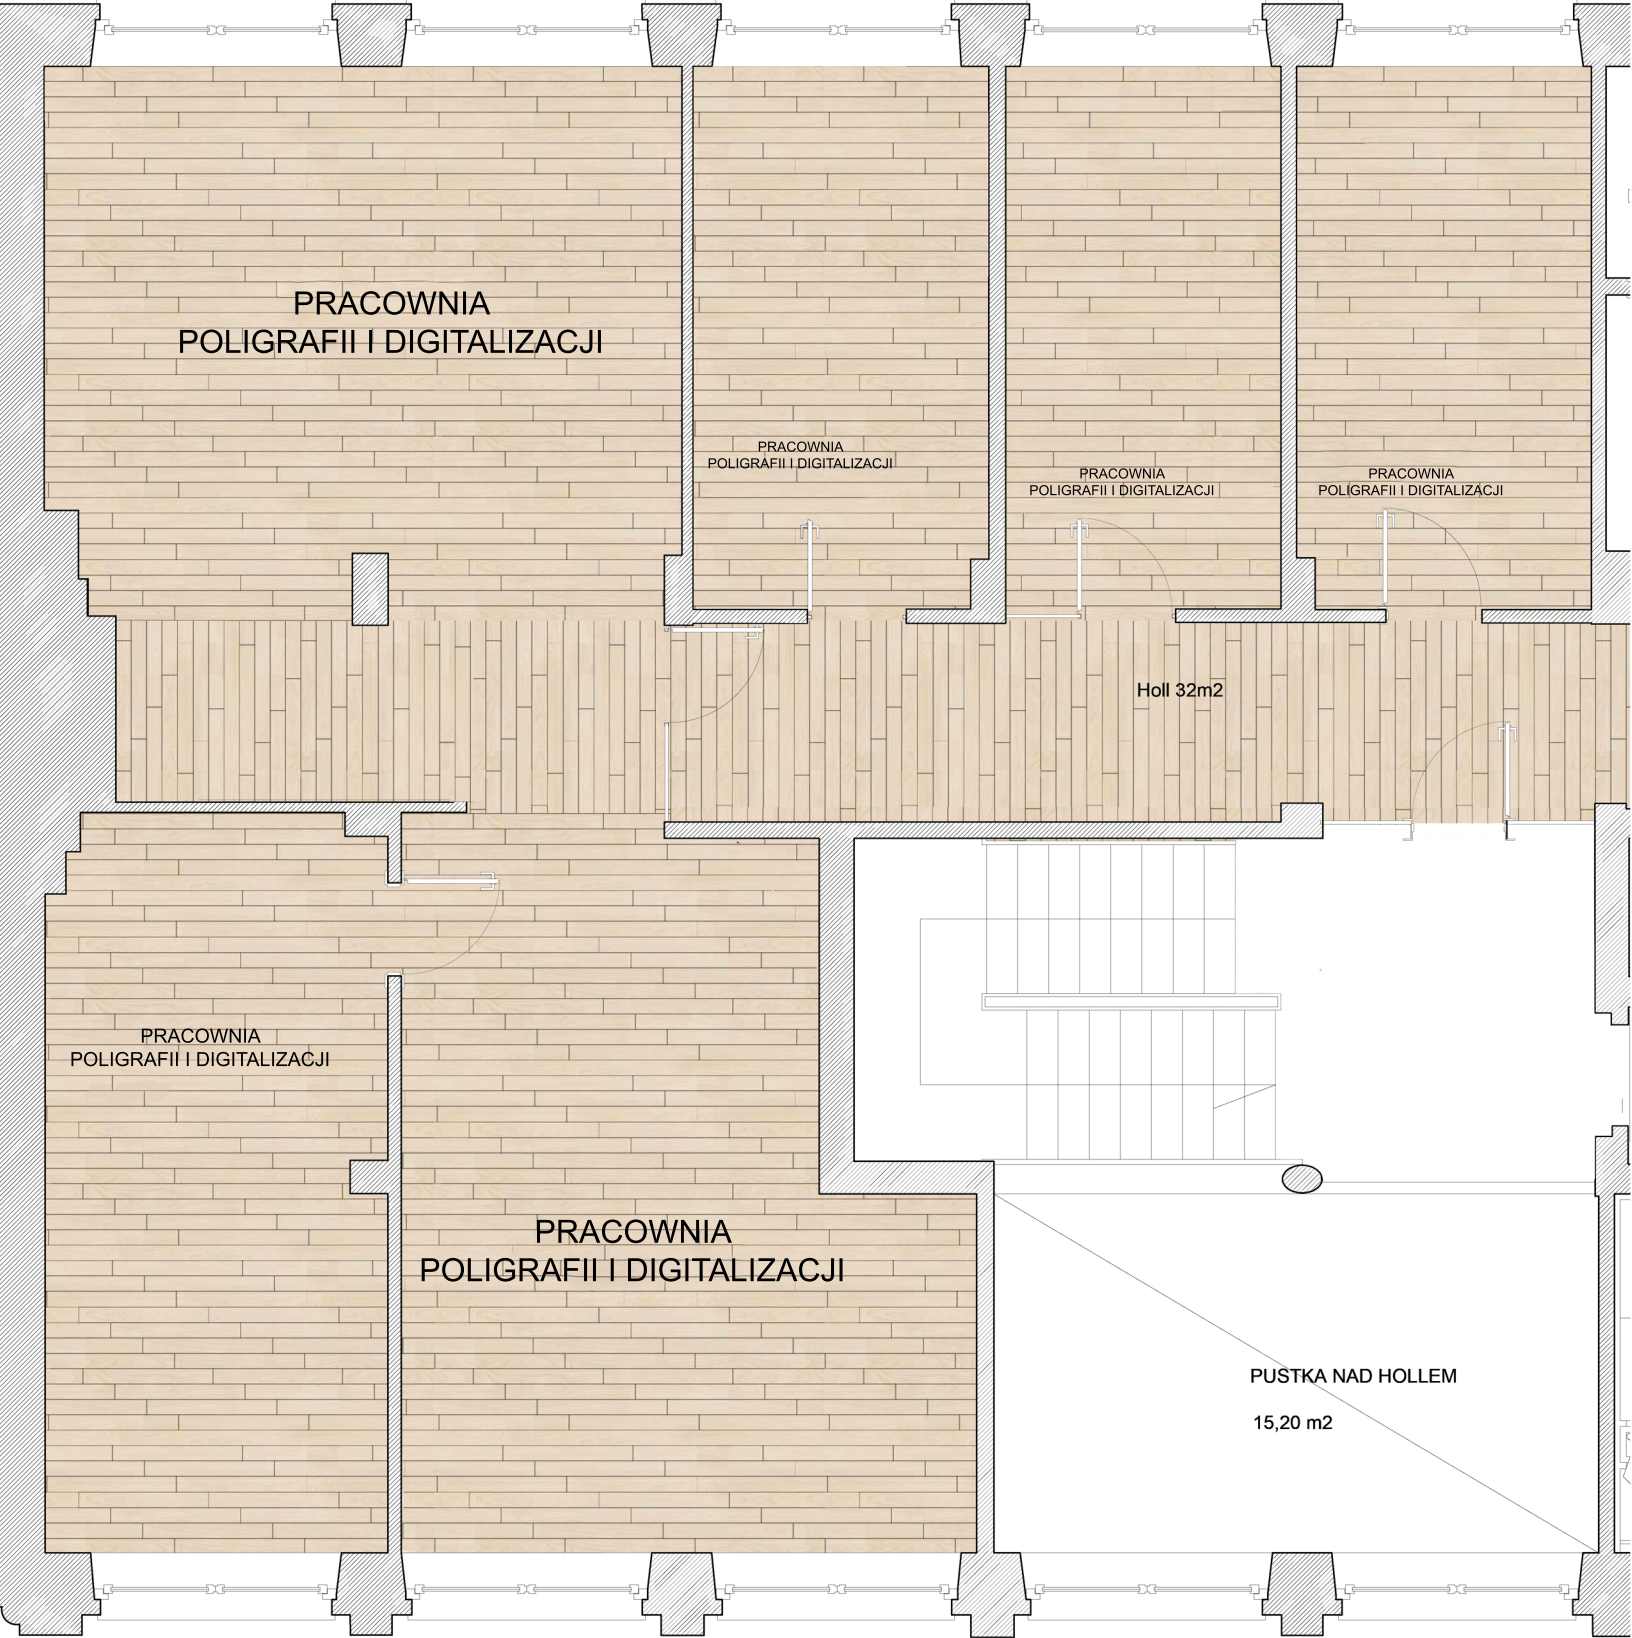 PRACOWNIA
POLIGRAFII I DIGITALIZACJI
PRACOWNIA
POLIGRAFII I DIGITALIZACJI
PRACOWNIA
POLIGRAFII I DIGITALIZACJI
PRACOWNIA
POLIGRAFII I DIGITALIZACJI
Holl 32m2
PRACOWNIA
POLIGRAFII I DIGITALIZACJI
PRACOWNIA
POLIGRAFII I DIGITALIZACJI
PUSTKA NAD HOLLEM
15,20 m2